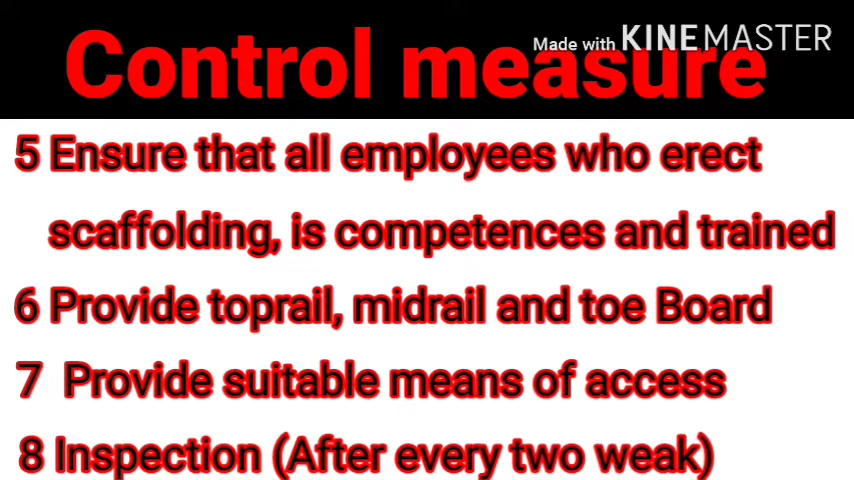 Made with KINEMASTER
Control measure
5 Ensure that all employees who erect
scaffolding, is competences and trained
6 Provide toprail, midrail and toe Board
7 Provide suitable means of access
8 Inspection (After every two weak)